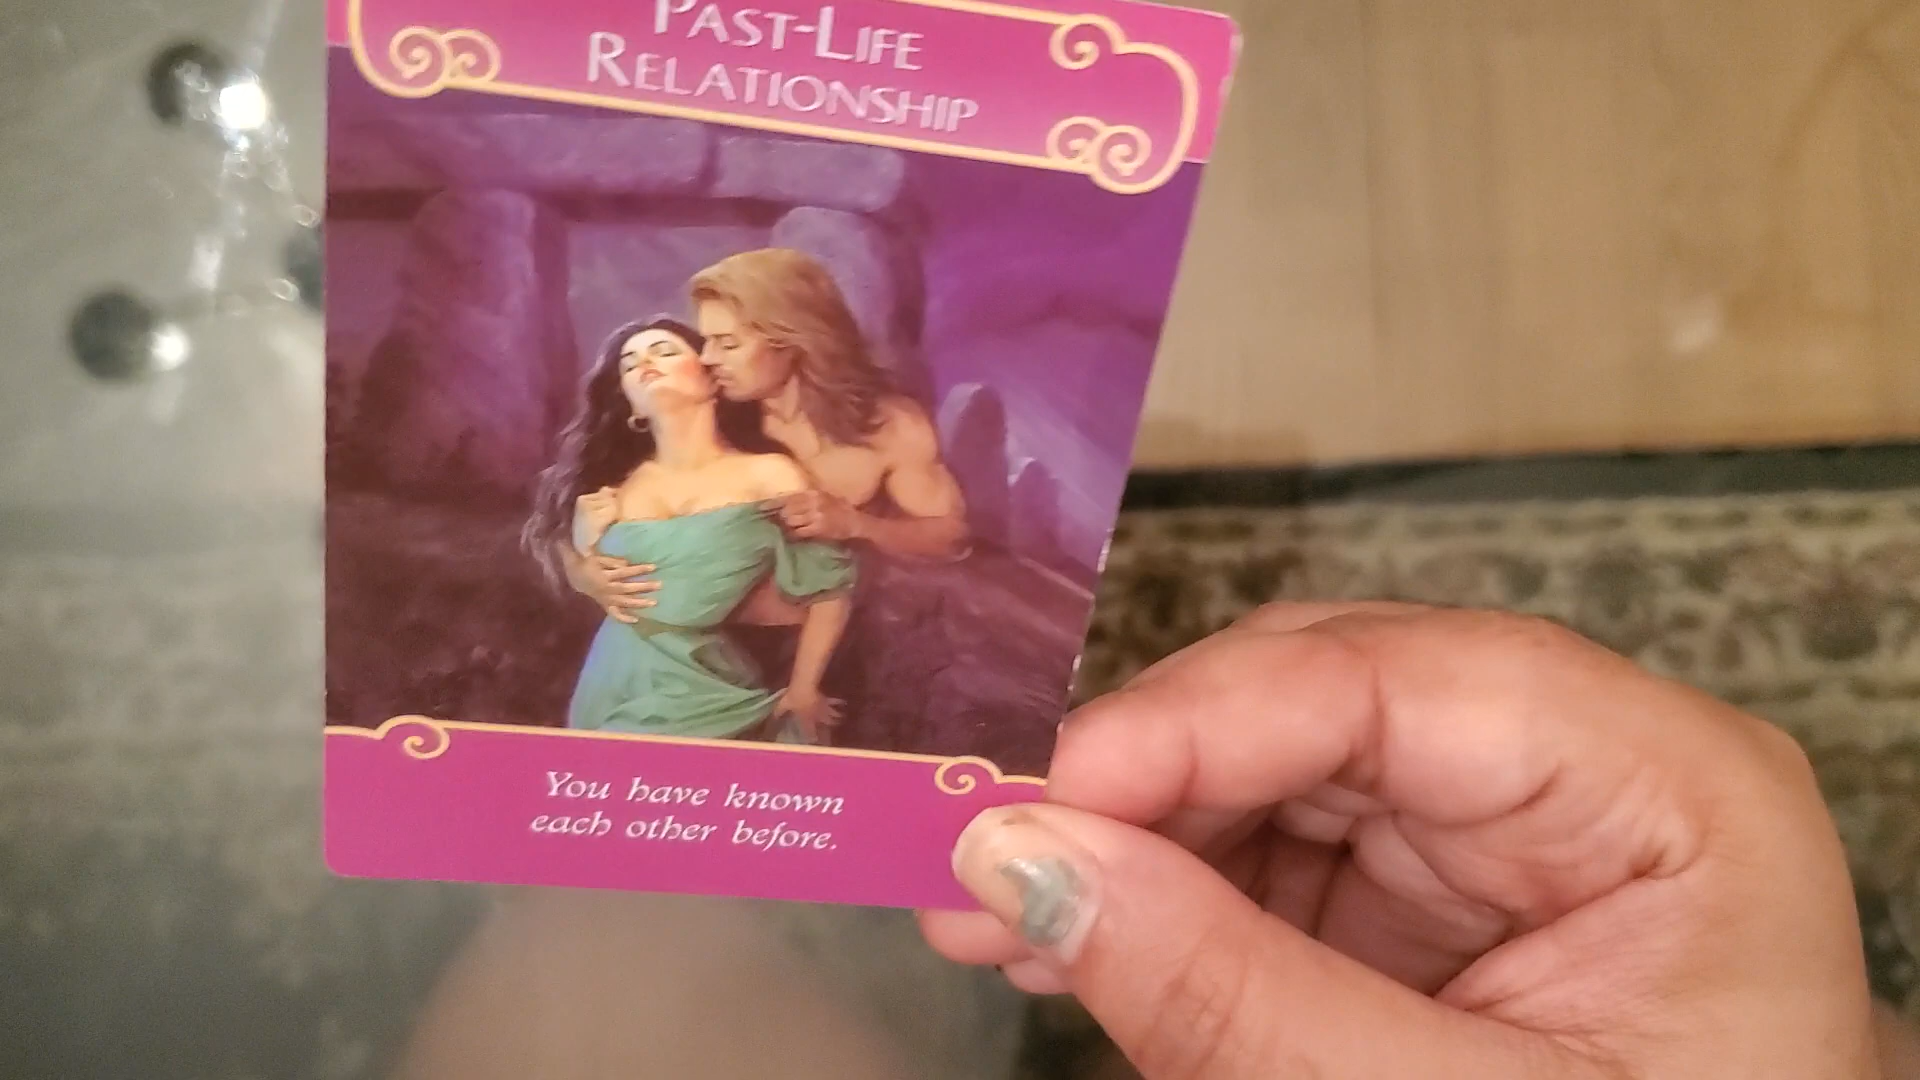 PAST-LIFE
RELATIONSHIP
You have known
each other before.